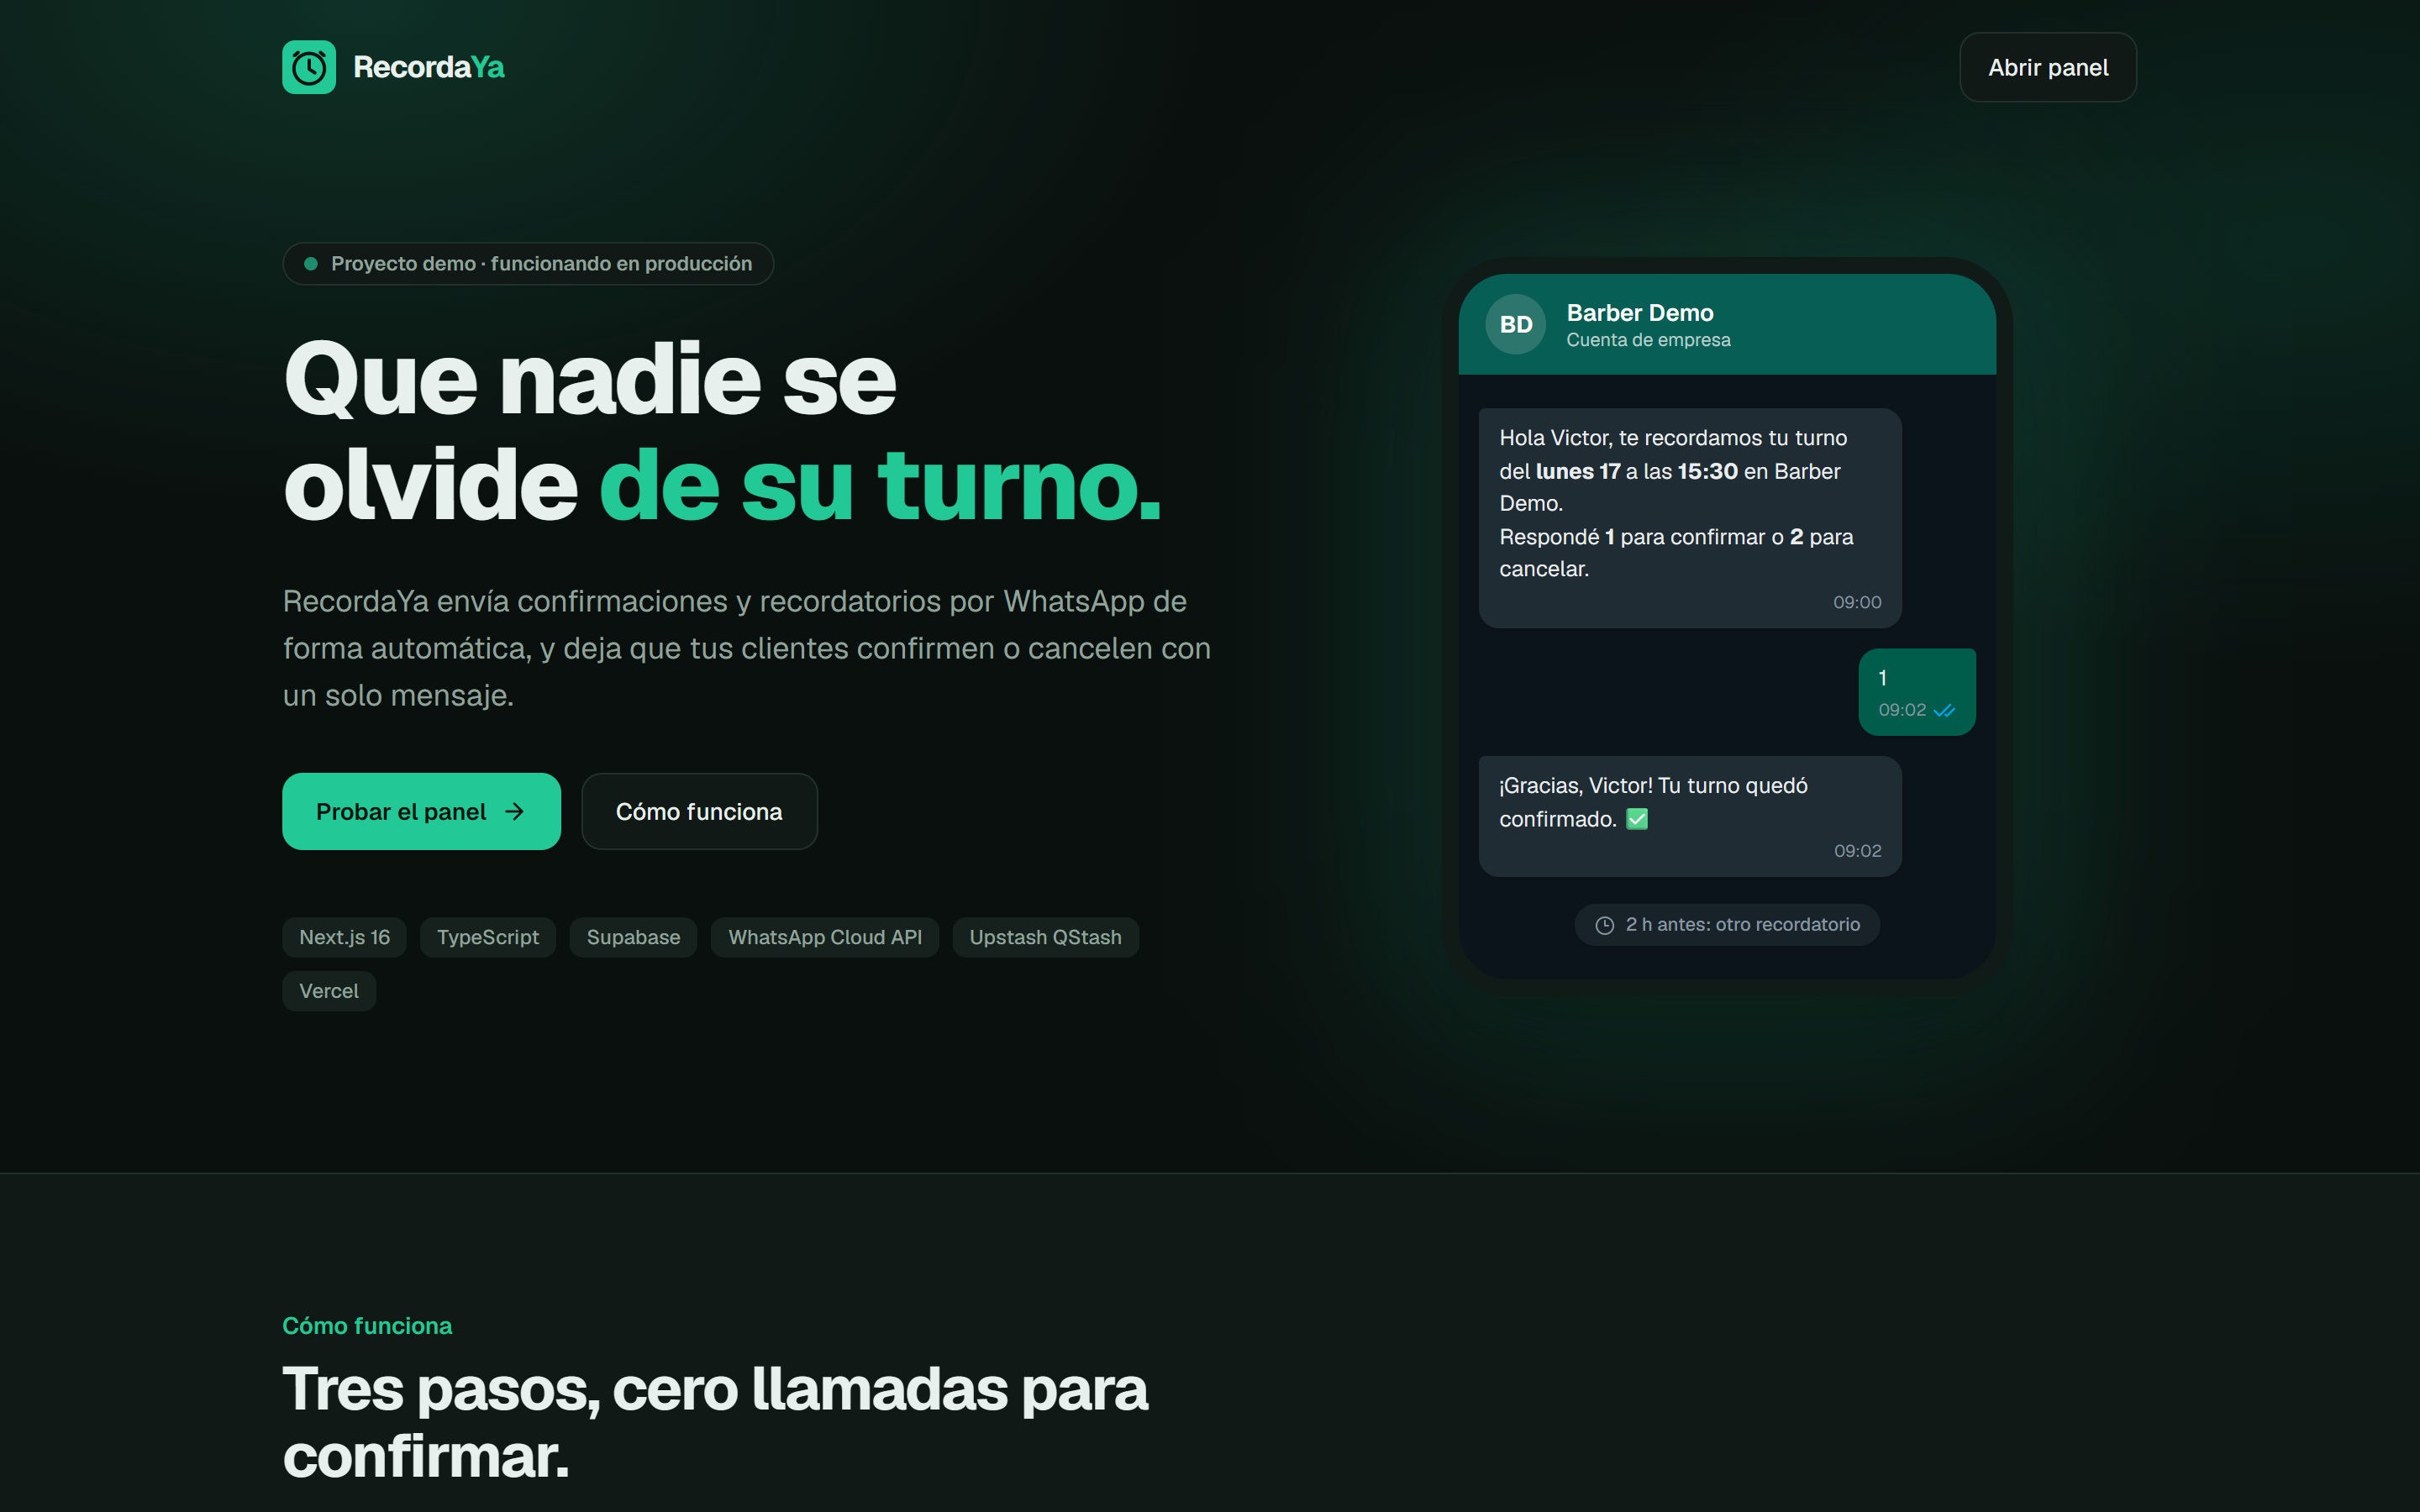 RecordaYa
Abrir panel
Proyecto demo · funcionando en producción
Que nadie se
olvide de su turno.
RecordaYa envía confirmaciones y recordatorios por WhatsApp de
forma automática, y deja que tus clientes confirmen o cancelen con
un solo mensaje.
Probar el panel →
Cómo funciona
Next.js 16
TypeScript
Supabase
WhatsApp Cloud API
Upstash QStash
Vercel
BD
Barber Demo
Cuenta de empresa
Hola Victor, te recordamos tu turno
del lunes 17 a las 15:30 en Barber
Demo.
Respondé 1 para confirmar o 2 para
cancelar.
09:00
1
09:02
¡Gracias, Victor! Tu turno quedó
confirmado. ✅
09:02
2 h antes: otro recordatorio
Cómo funciona
Tres pasos, cero llamadas para
confirmar.